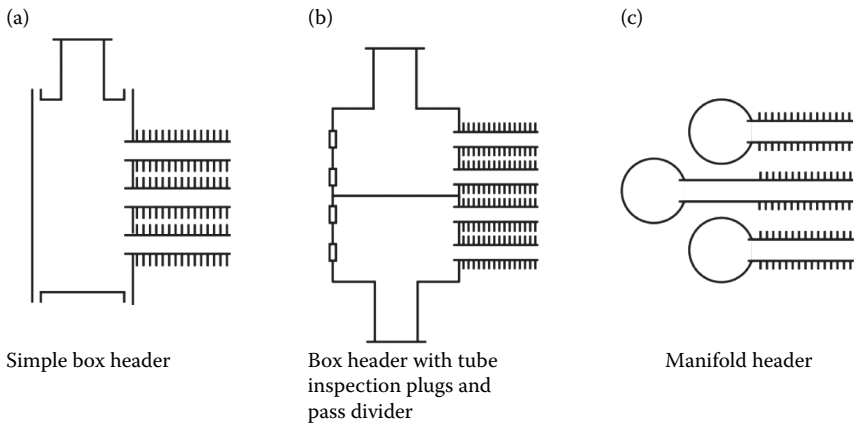 (a)
(b)
(c)
Simple box header
Box header with tube
inspection plugs and
pass divider
Manifold header